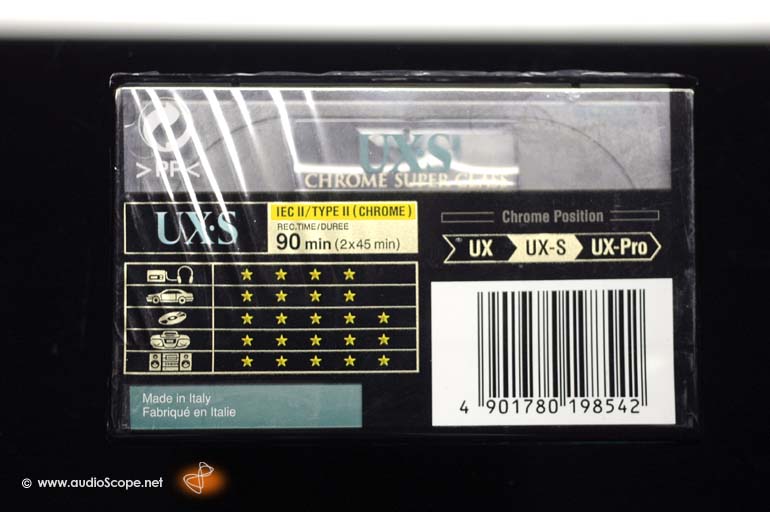 UX·S
>PP<
CHROME SUPER CLASS
UX·S
IEC II/TYPE II (CHROME)
REC.TIME/DUREE
90 min (2x45 min)
Chrome Position
UX UX-S UX-Pro
4 901780 198542
Made in Italy
Fabriqué en Italie
© www.audioScope.net